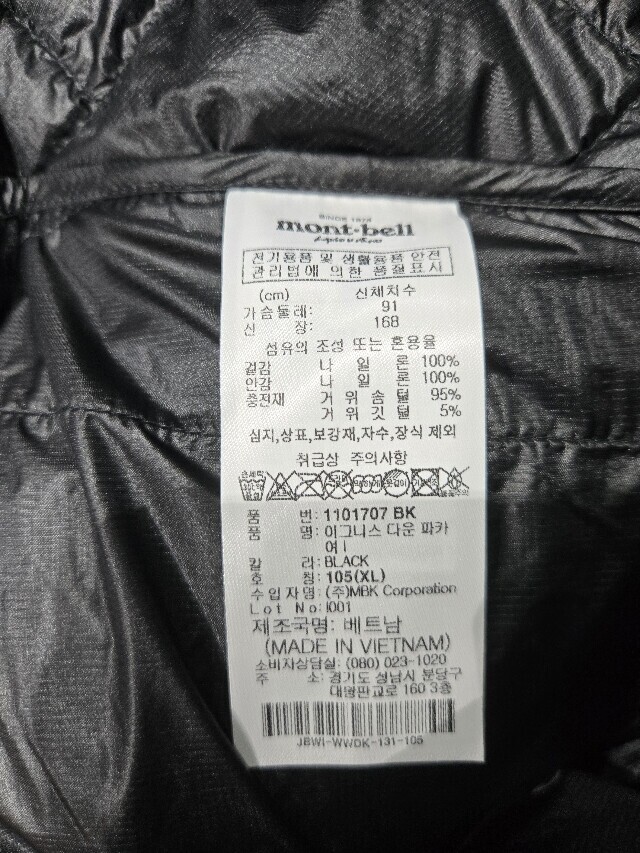 SINCE 1975
mont-bell
전기용품 및 생활용품 안전
관리법에 의한 품질표시
(cm) 신체치수
가슴둘레: 91
신 장: 168
섬유의 조성 또는 혼용율
겉감 나 일 론 100%
안감 나 일 론 100%
충전재 거 위 솜 털 95%
거 위 깃 털 5%
심지,상표,보강재,자수,장식 제외
취급상 주의사항
품 번: 1101707 BK
품 명: 이그니스 다운 파카
여 I
칼 라: BLACK
호 칭: 105(XL)
수입자명: (주)MBK Corporation
Lot No: I001
제조국명: 베트남
(MADE IN VIETNAM)
소비자상담실: (080) 023-1020
주 소: 경기도 성남시 분당구
대왕판교로 160 3층
JBWI-WWDK-131-105